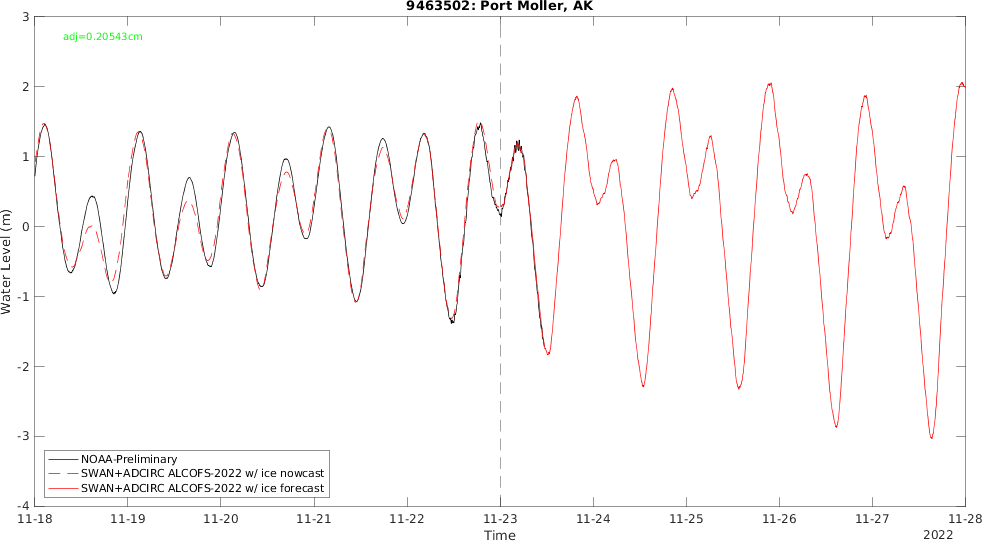 9463502: Port Moller, AK
adj=0.20543cm
3
2
1
0
-1
-2
-3
-4
Water Level (m)
NOAA-Preliminary
SWAN+ADCIRC ALCOFS-2022 w/ ice nowcast
SWAN+ADCIRC ALCOFS-2022 w/ ice forecast
11-18 11-19 11-20 11-21 11-22 11-23 11-24 11-25 11-26 11-27 11-28
Time
2022